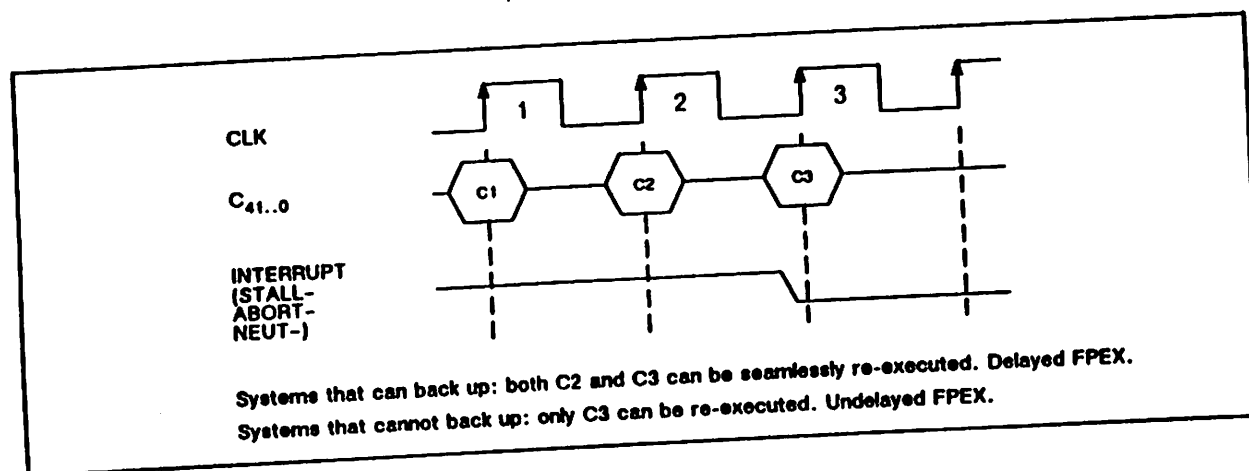 1 2 3
CLK
C1 C2 C3
C41..0
INTERRUPT
(STALL-
ABORT-
NEUT-)
Systems that can back up: both C2 and C3 can be seamlessly re-executed. Delayed FPEX.
Systems that cannot back up: only C3 can be re-executed. Undelayed FPEX.